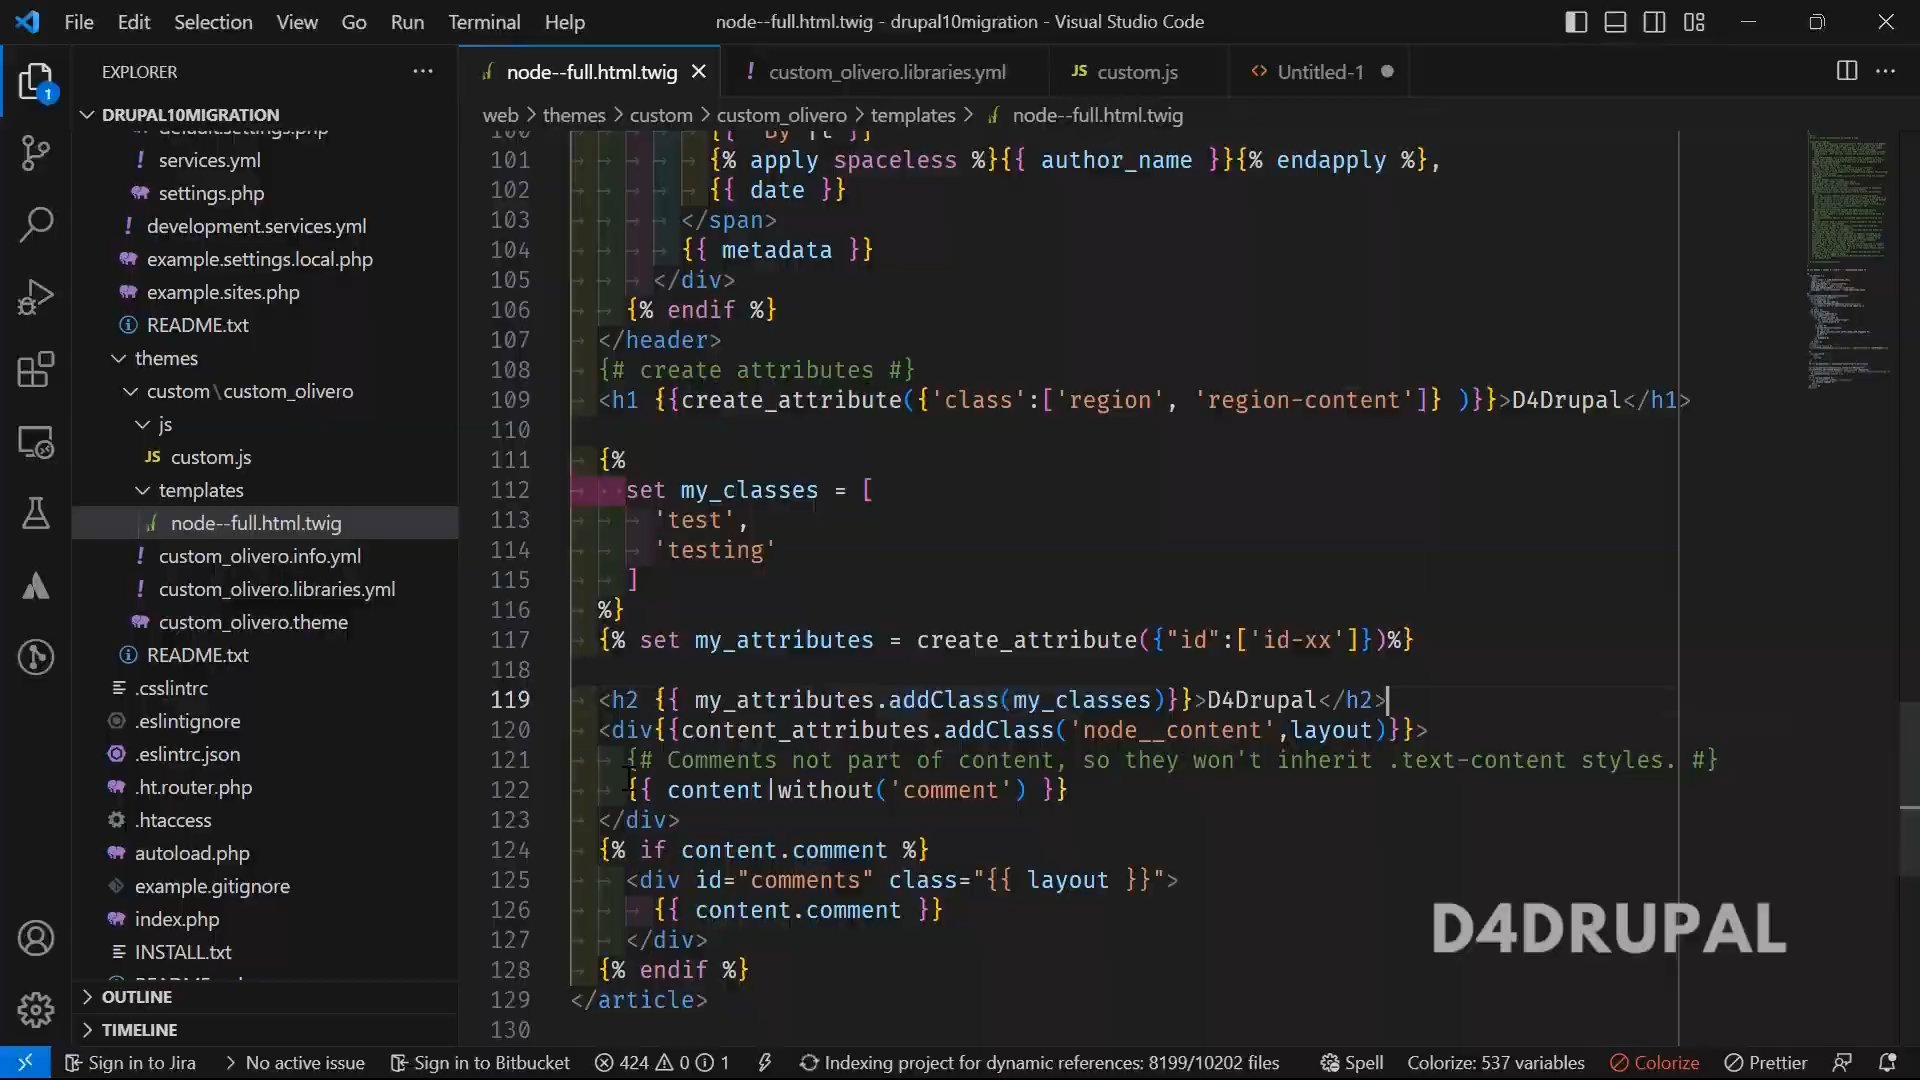 File Edit Selection View Go Run Terminal Help
node--full.html.twig - drupal10migration - Visual Studio Code
EXPLORER
node--full.html.twig
custom_olivero.libraries.yml
custom.js
Untitled-1
web > themes > custom > custom_olivero > templates > node--full.html.twig
1
DRUPAL10MIGRATION
default.settings.php
services.yml
settings.php
development.services.yml
example.settings.local.php
example.sites.php
README.txt
themes
custom\custom_olivero
js
JS custom.js
templates
node--full.html.twig
custom_olivero.info.yml
custom_olivero.libraries.yml
custom_olivero.theme
README.txt
.csslintrc
.eslintignore
.eslintrc.json
.ht.router.php
.htaccess
autoload.php
example.gitignore
index.php
INSTALL.txt
OUTLINE
TIMELINE
101 {% apply spaceless %}{{ author_name }}{% endapply %},
102 {{ date }}
103 </span>
104 {{ metadata }}
105 </div>
106 {% endif %}
107 </header>
108 {# create attributes #}
109 <h1 {{create_attribute({'class':['region', 'region-content']} )}}>D4Drupal</h1>
110
111 {%
112 set my_classes = [
113 'test',
114 'testing'
115 ]
116 %}
117 {% set my_attributes = create_attribute({"id":['id-xx']})%}
118
119 <h2 {{ my_attributes.addClass(my_classes)}}>D4Drupal</h2>
120 <div{{content_attributes.addClass('node__content',layout)}}>
121 {# Comments not part of content, so they won't inherit .text-content styles. #}
122 {{ content|without('comment') }}
123 </div>
124 {% if content.comment %}
125 <div id="comments" class="{{ layout }}">
126 {{ content.comment }}
127 </div>
128 {% endif %}
129 </article>
130
D4DRUPAL
Sign in to Jira > No active issue Sign in to Bitbucket 424 0 1 Indexing project for dynamic references: 8199/10202 files Spell Colorize: 537 variables Colorize Prettier